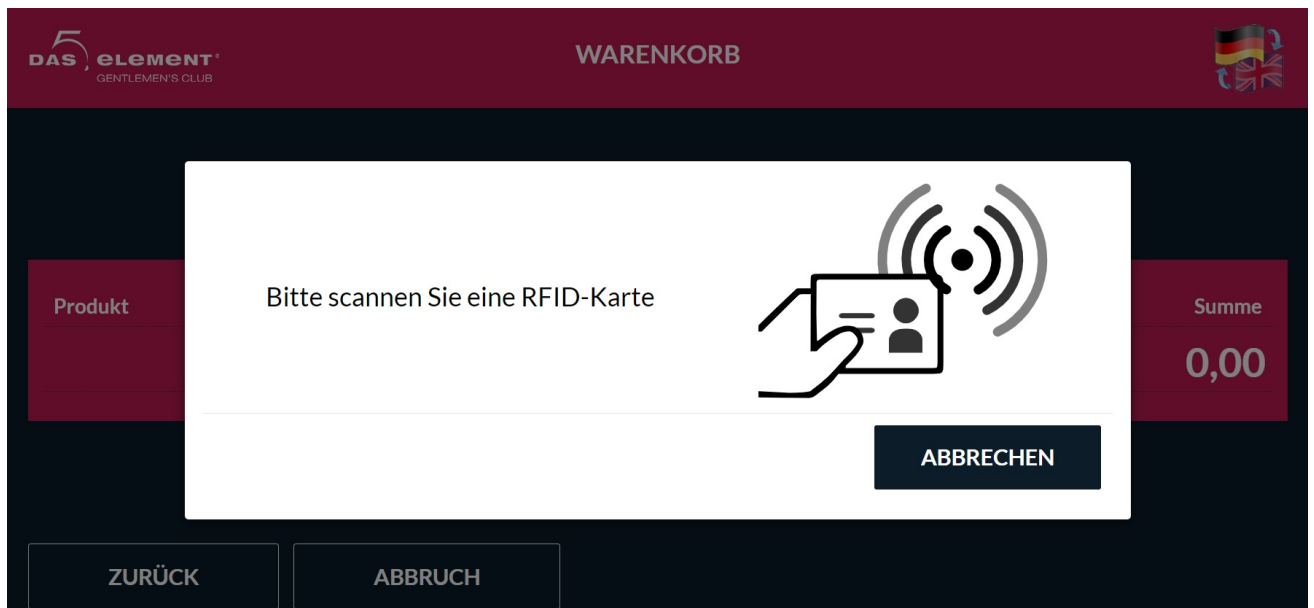 5
DAS ELEMENT
GENTLEMEN'S CLUB
WARENKORB
Bitte scannen Sie eine RFID-Karte
Produkt
Summe
0,00
ABBRECHEN
ZURÜCK
ABBRUCH